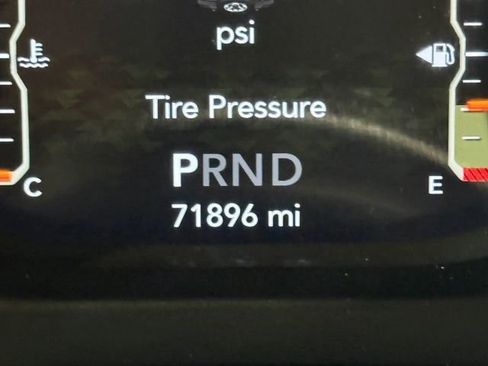 psi
Tire Pressure
PRND
C
E
71896 mi